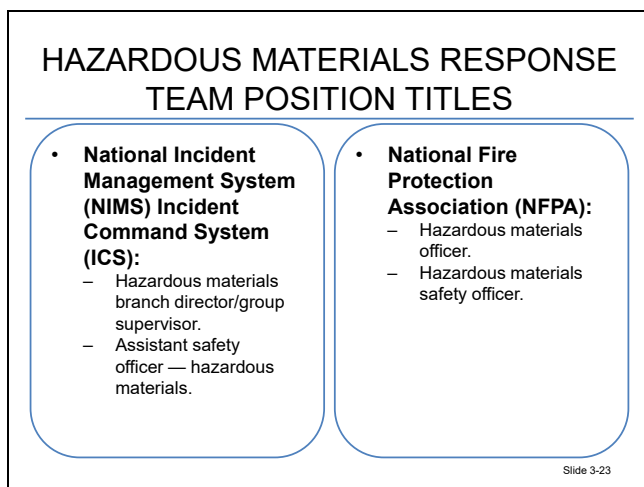 HAZARDOUS MATERIALS RESPONSE
TEAM POSITION TITLES
• National Incident
Management System
(NIMS) Incident
Command System
(ICS):
– Hazardous materials
branch director/group
supervisor.
– Assistant safety
officer — hazardous
materials.
• National Fire
Protection
Association (NFPA):
– Hazardous materials
officer.
– Hazardous materials
safety officer.
Slide 3-23